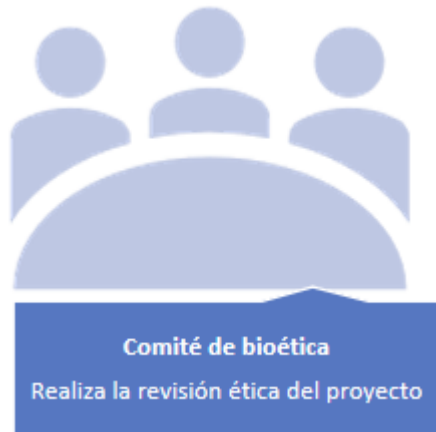 Comité de bioética
Realiza la revisión ética del proyecto